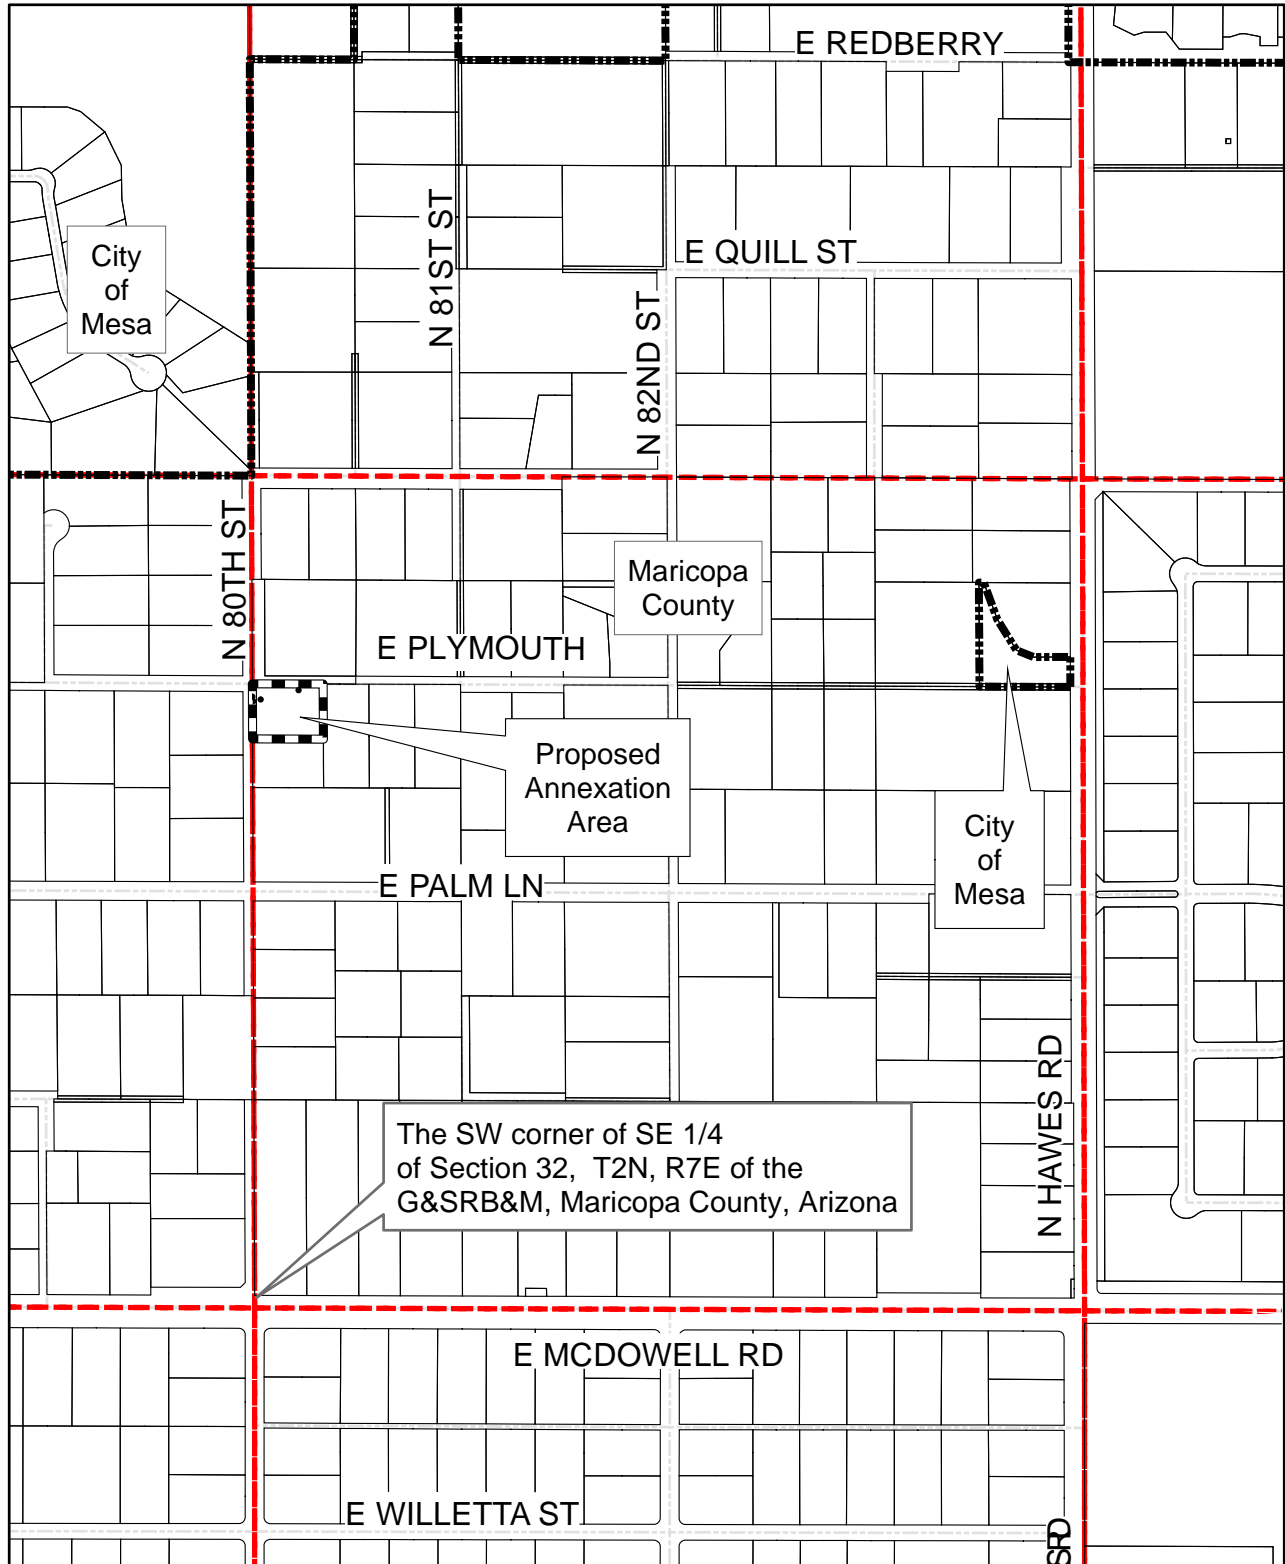 E REDBERRY
N 81ST ST
City
of
Mesa
E QUILL ST
N 82ND ST
N 80TH ST
Maricopa
County
E PLYMOUTH
Proposed
Annexation
Area
City
of
Mesa
E PALM LN
N HAWES RD
The SW corner of SE 1/4
of Section 32, T2N, R7E of the
G&SRB&M, Maricopa County, Arizona
E MCDOWELL RD
E WILLETTA ST